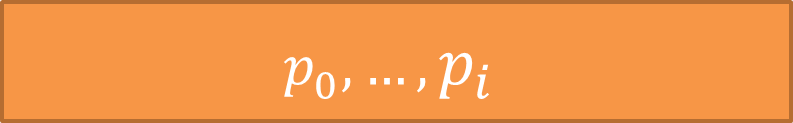 p₀, … , pᵢ